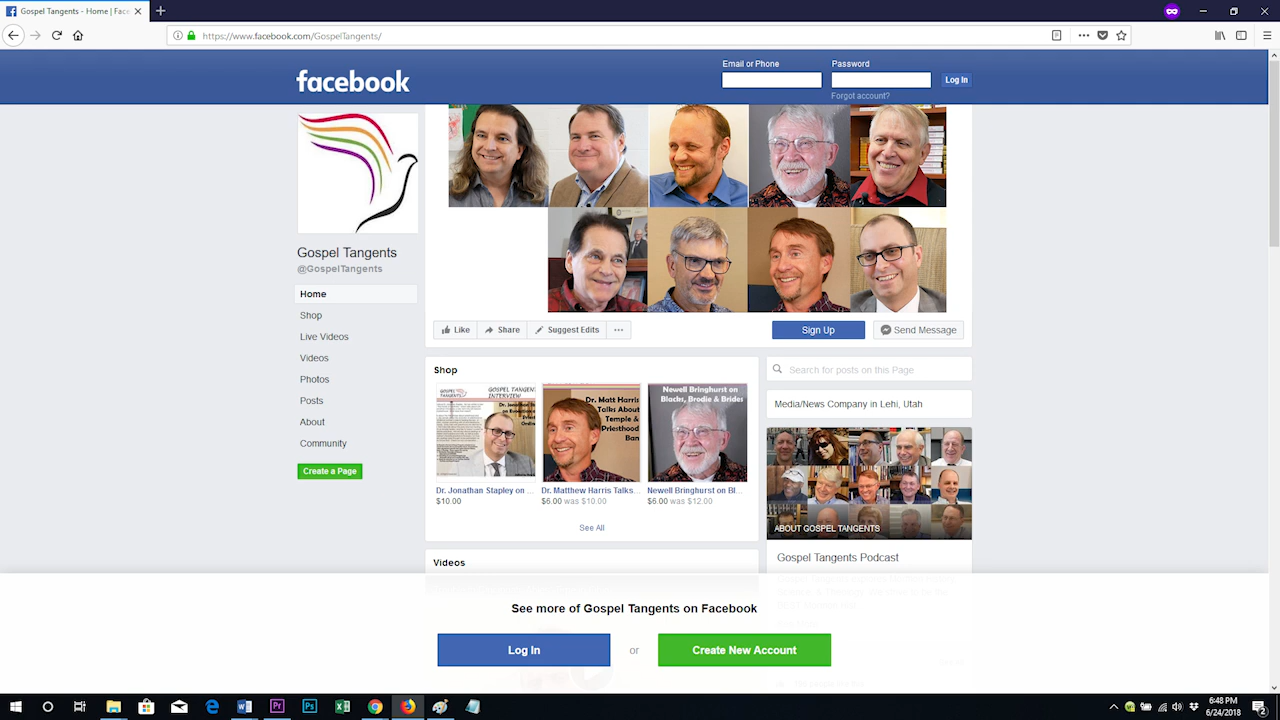 Gospel Tangents - Home | Face
https://www.facebook.com/GospelTangents/
facebook
Email or Phone
Password
Log In
Forgot account?
Gospel Tangents
@GospelTangents
Home
Shop
Live Videos
Videos
Photos
Posts
About
Community
Create a Page
Like
Share
Suggest Edits
Sign Up
Send Message
Shop
GOSPEL TANGENTS
INTERVIEW
Dr. Matt Harris
Talks About
Temple &
Priesthood
Ban
Newell Bringhurst on
Blacks, Brodie & Brides
Dr. Jonathan Stapley on ...
Dr. Matthew Harris Talks...
Newell Bringhurst on Bl...
$10.00
$6.00 was $10.00
$6.00 was $12.00
See All
Videos
Search for posts on this Page
Media/News Company in Lehi, Utah
ABOUT GOSPEL TANGENTS
Gospel Tangents Podcast
See more of Gospel Tangents on Facebook
Log In
or
Create New Account
6:48 PM
6/24/2018